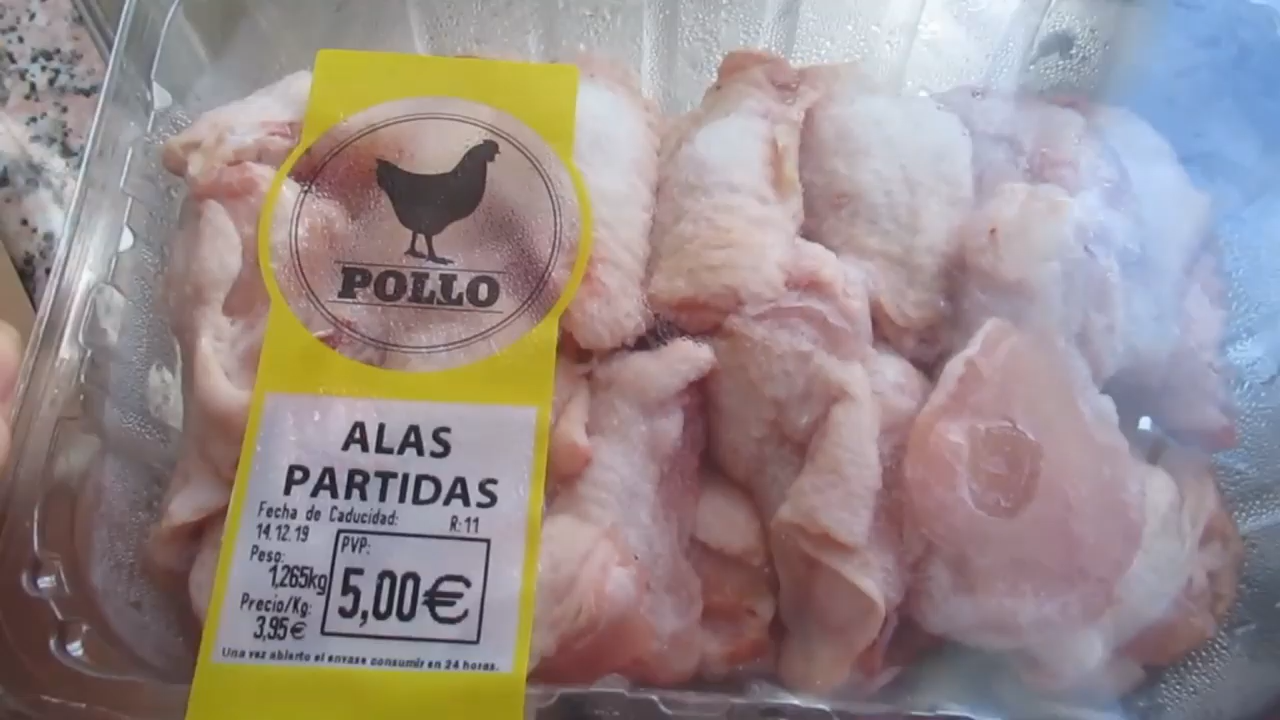 POLLO
ALAS
PARTIDAS
Fecha de Caducidad: R:11
14.12.19
Peso:
1,265kg
Precio/Kg:
3,95€
PVP:
5,00€
Una vez abierto el envase consumir en 24 horas.